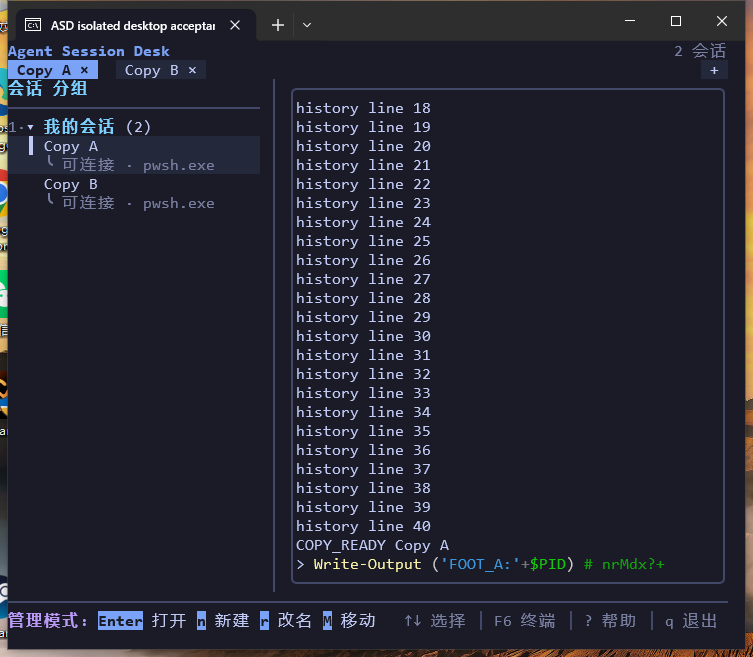 ASD isolated desktop acceptar
Agent Session Desk
2 会话
Copy A × Copy B × +
会话 分组
1·▾ 我的会话 (2)
Copy A
╰ 可连接 · pwsh.exe
Copy B
╰ 可连接 · pwsh.exe
history line 18
history line 19
history line 20
history line 21
history line 22
history line 23
history line 24
history line 25
history line 26
history line 27
history line 28
history line 29
history line 30
history line 31
history line 32
history line 33
history line 34
history line 35
history line 36
history line 37
history line 38
history line 39
history line 40
COPY_READY Copy A
> Write-Output ('FOOT_A:'+$PID) # nrMdx?+
管理模式: Enter 打开 n 新建 r 改名 M 移动 ↑↓ 选择 │ F6 终端 │ ? 帮助 │ q 退出